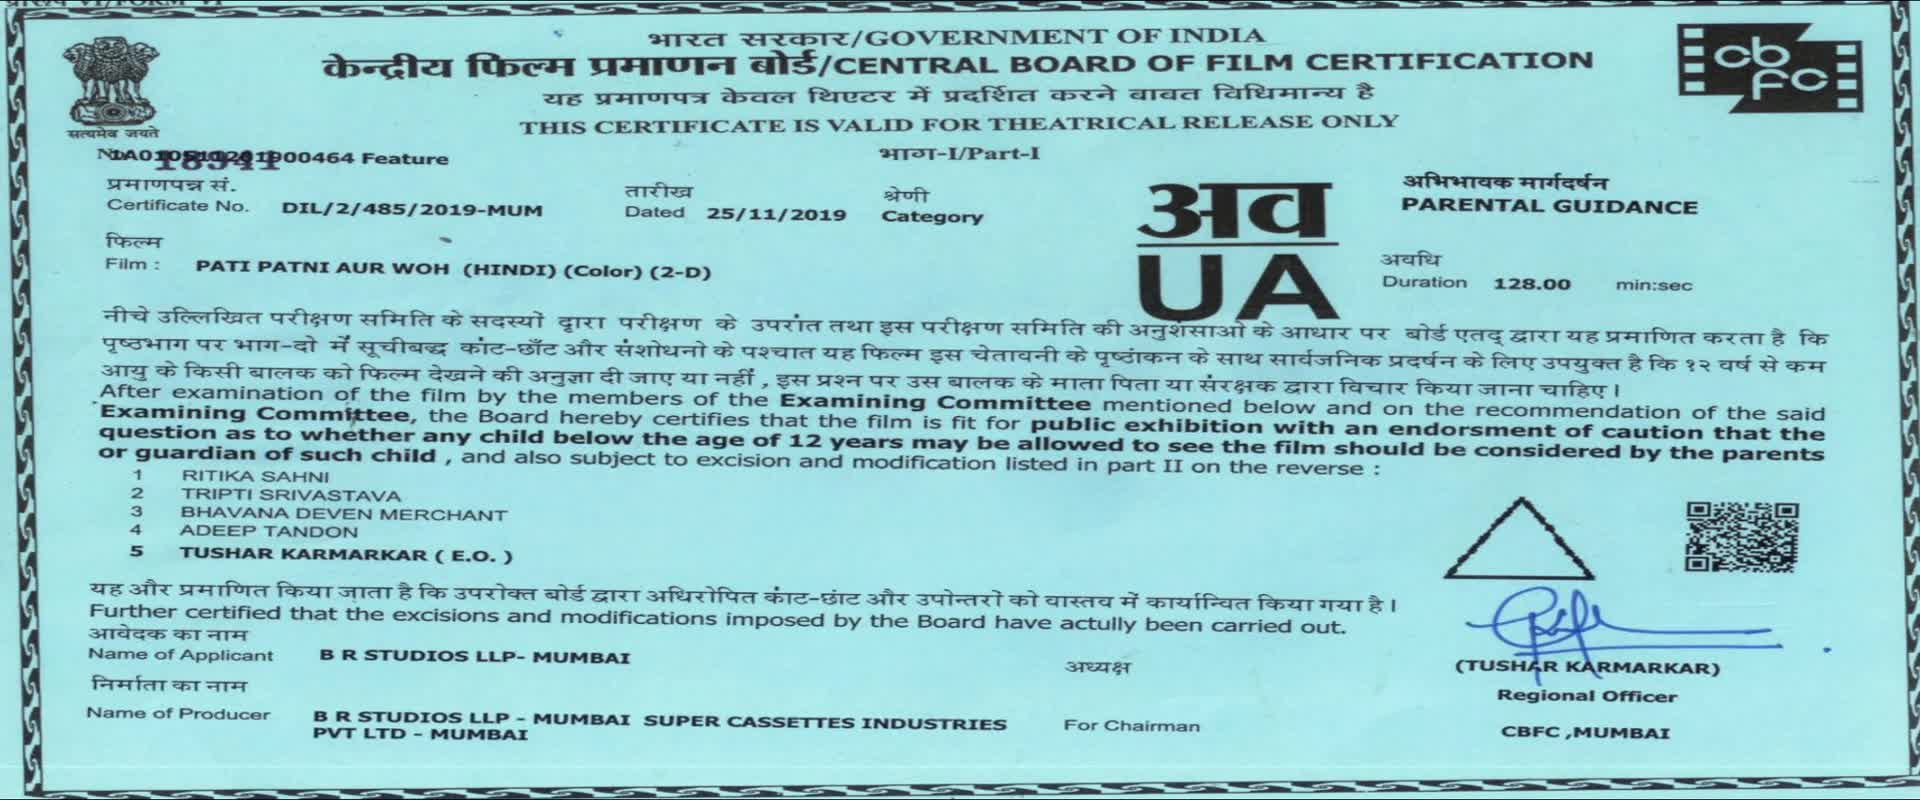 भारत सरकार/GOVERNMENT OF INDIA
केन्द्रीय फिल्म प्रमाणन बोर्ड/CENTRAL BOARD OF FILM CERTIFICATION
cb
fc
यह प्रमाणपत्र केवल थिएटर में प्रदर्शित करने बाबत विधिमान्य है
THIS CERTIFICATE IS VALID FOR THEATRICAL RELEASE ONLY
सत्यमेव जयते
Feature
भाग-I/Part-I
प्रमाणपन्न सं.
Certificate No. DIL/2/485/2019-MUM
तारीख
Dated 25/11/2019
श्रेणी
Category
अव
UA
अभिभावक मार्गदर्षन
PARENTAL GUIDANCE
फिल्म
Film : PATI PATNI AUR WOH (HINDI) (Color) (2-D)
अवधि
Duration 128.00 min:sec
नीचे उल्लिखित परीक्षण समिति के सदस्यों द्वारा परीक्षण के उपरांत तथा इस परीक्षण समिति की अनुशंसाओं के आधार पर बोर्ड एतद् द्वारा यह प्रमाणित करता है कि
पृष्ठभाग पर भाग-दो में सूचीबद्ध कांट-छाँट और संशोधनो के पश्चात यह फिल्म इस चेतावनी के पृष्ठांकन के साथ सार्वजनिक प्रदर्षन के लिए उपयुक्त है कि १२ वर्ष से कम
आयु के किसी बालक को फिल्म देखने की अनुज्ञा दी जाए या नहीं , इस प्रश्न पर उस बालक के माता पिता या संरक्षक द्वारा विचार किया जाना चाहिए ।
After examination of the film by the members of the Examining Committee mentioned below and on the recommendation of the said
Examining Committee, the Board hereby certifies that the film is fit for public exhibition with an endorsment of caution that the
question as to whether any child below the age of 12 years may be allowed to see the film should be considered by the parents
or guardian of such child , and also subject to excision and modification listed in part II on the reverse :
1 RITIKA SAHNI
2 TRIPTI SRIVASTAVA
3 BHAVANA DEVEN MERCHANT
4 ADEEP TANDON
5 TUSHAR KARMARKAR ( E.O. )
यह और प्रमाणित किया जाता है कि उपरोक्त बोर्ड द्वारा अधिरोपित कांट-छांट और उपोन्तरो को वास्तव में कार्यान्वित किया गया है ।
Further certified that the excisions and modifications imposed by the Board have actully been carried out.
आवेदक का नाम
Name of Applicant B R STUDIOS LLP- MUMBAI
निर्माता का नाम
Name of Producer B R STUDIOS LLP - MUMBAI SUPER CASSETTES INDUSTRIES
PVT LTD - MUMBAI
अध्यक्ष
For Chairman
(TUSHAR KARMARKAR)
Regional Officer
CBFC ,MUMBAI